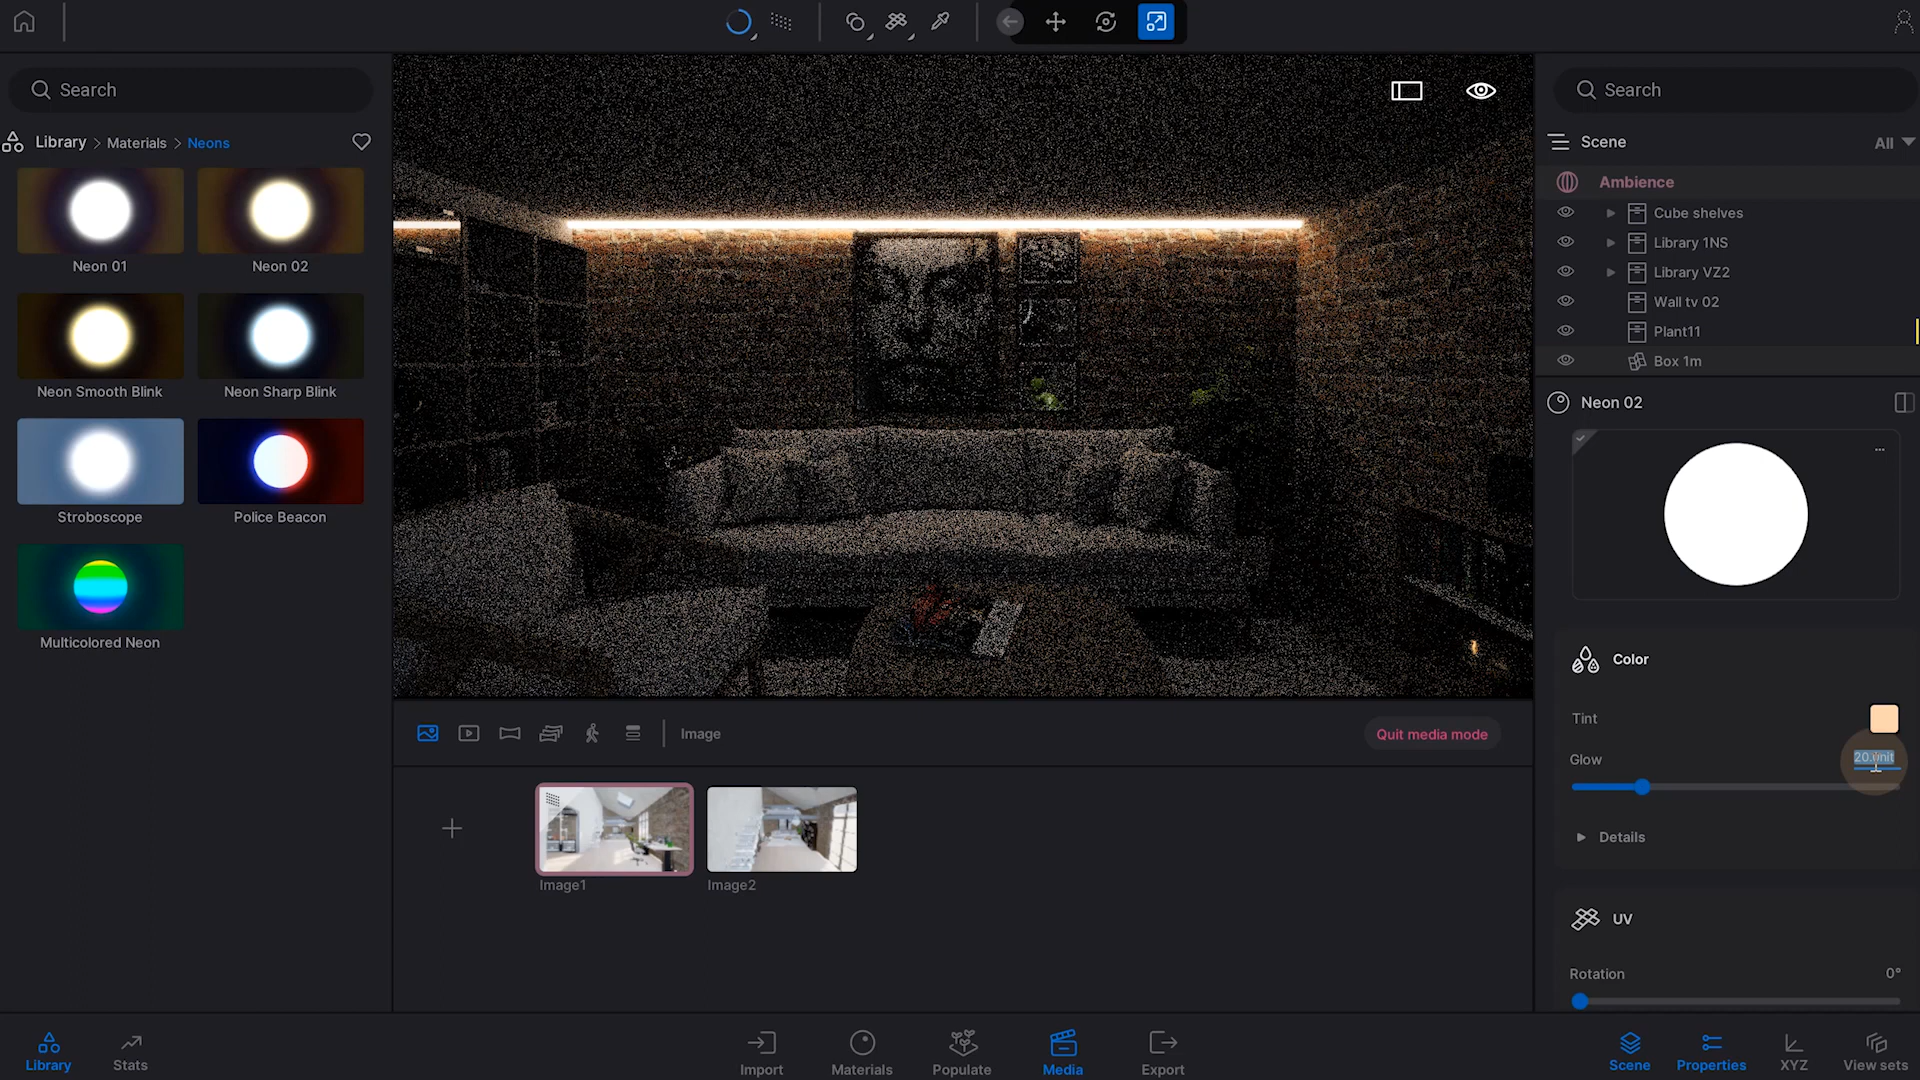 Search
Library
Materials
Neons
Neon 01
Neon 02
Neon Smooth Blink
Neon Sharp Blink
Stroboscope
Police Beacon
Multicolored Neon
Image
Quit media mode
Image1
Image2
Search
Scene
All
Ambience
Cube shelves
Library 1NS
Library VZ2
Wall tv 02
Plant11
Box 1m
Neon 02
Color
Tint
Glow
20.unit
Details
UV
Rotation
0°
Library
Stats
Import
Materials
Populate
Media
Export
Scene
Properties
XYZ
View sets